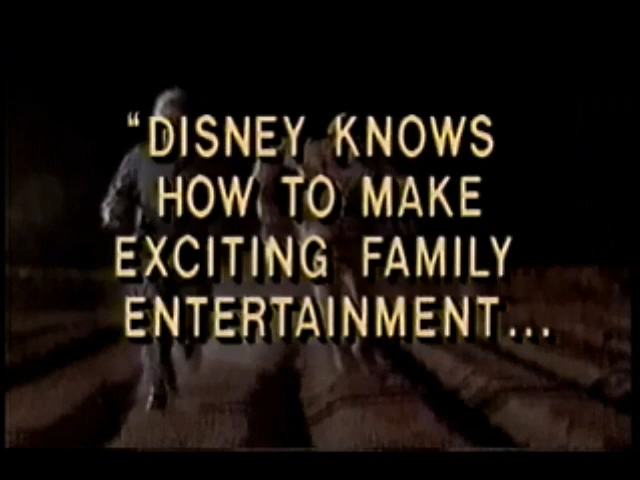 “DISNEY KNOWS
HOW TO MAKE
EXCITING FAMILY
ENTERTAINMENT...